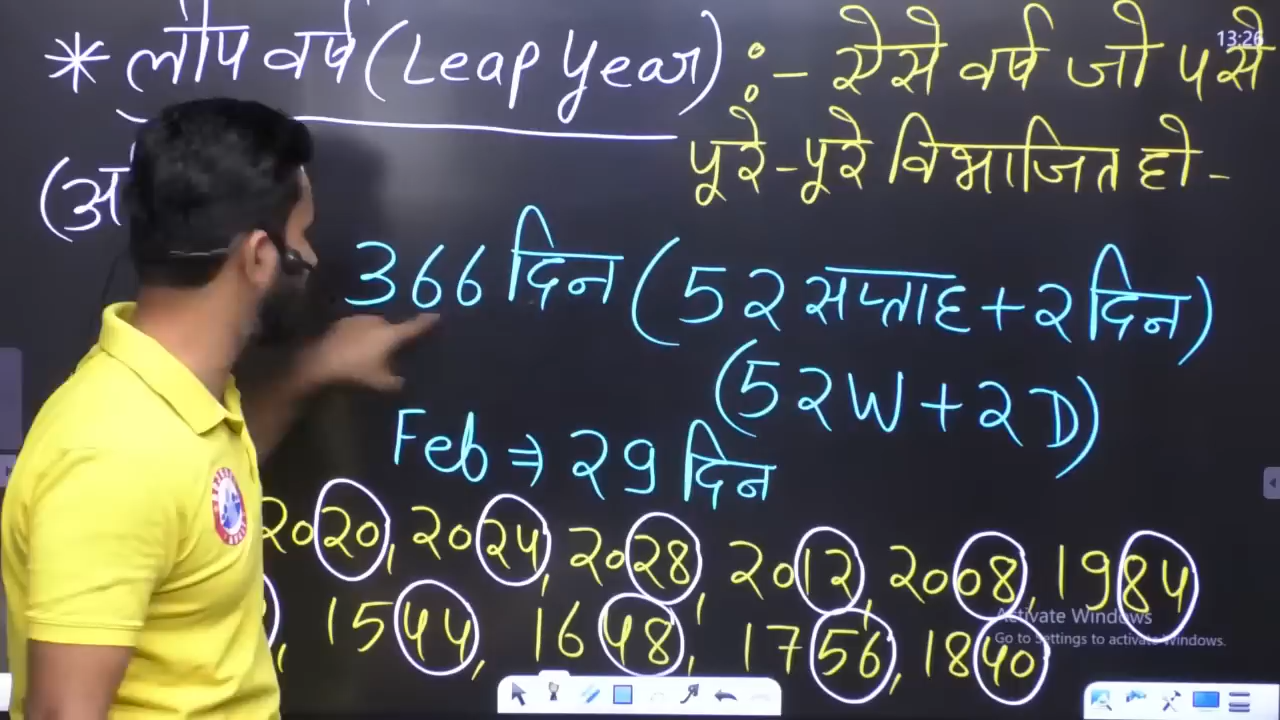 * लीप वर्ष (Leap Year) :- ऐसे वर्ष जो 4 से
पूरे-पूरे विभाजित हो -
(अ
366 दिन (52 सप्ताह + 2 दिन)
(52W + 2D)
Feb ⇒ 29 दिन
2020, 2024, 2028, 2012, 2008, 1984
, 1544, 1648, 1756, 1840
13:26
Activate Windows
Go to Settings to activate Windows.